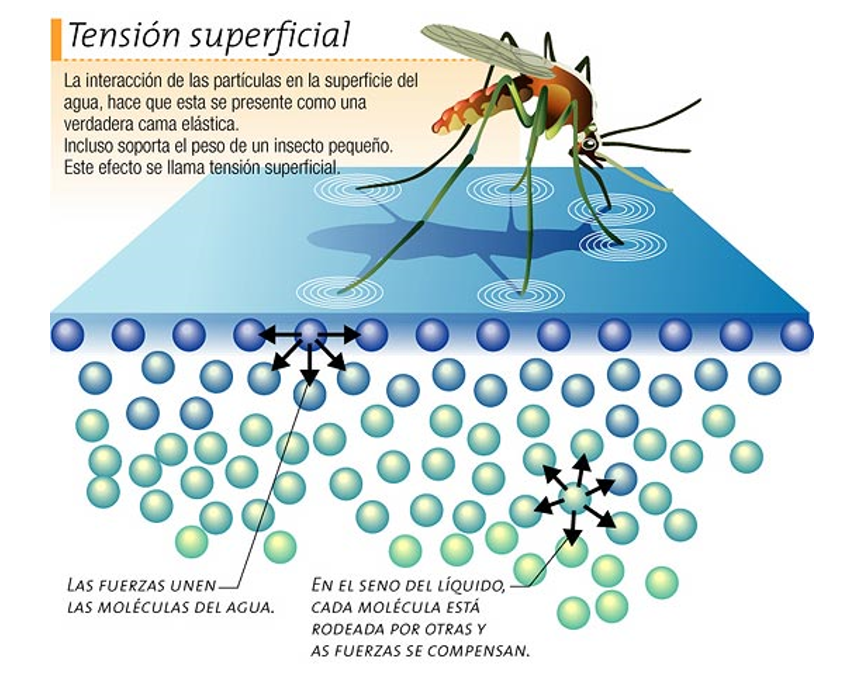 Tensión superficial
La interacción de las partículas en la superficie del
agua, hace que esta se presente como una
verdadera cama elástica.
Incluso soporta el peso de un insecto pequeño.
Este efecto se llama tensión superficial.
Las fuerzas unen
las moléculas del agua.
En el seno del líquido,
cada molécula está
rodeada por otras y
as fuerzas se compensan.